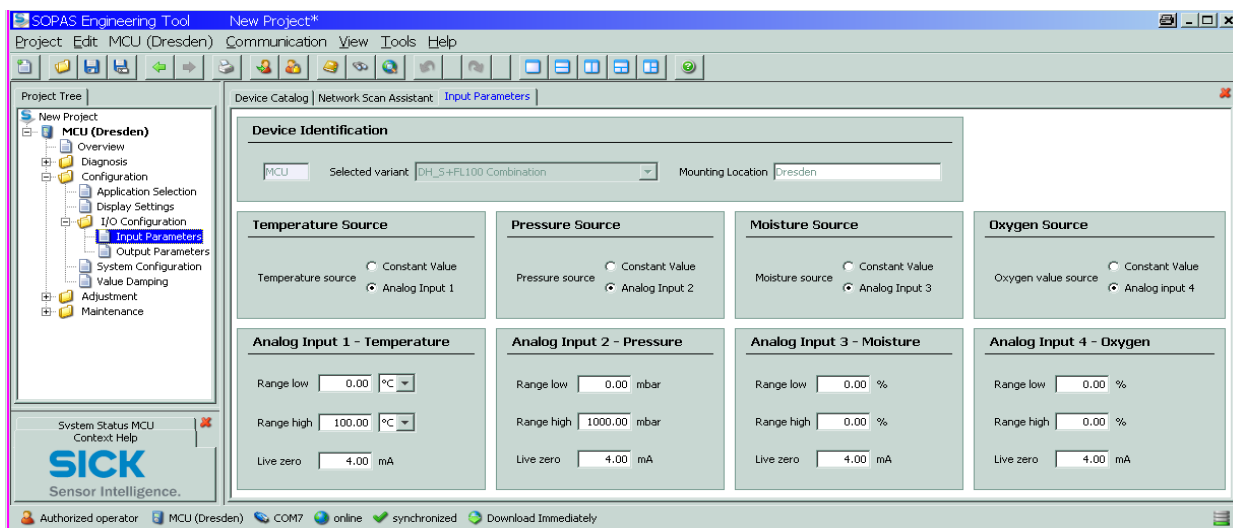 SOPAS Engineering Tool New Project*
Project Edit MCU (Dresden) Communication View Tools Help
Project Tree
New Project
MCU (Dresden)
Overview
Diagnosis
Configuration
Application Selection
Display Settings
I/O Configuration
Input Parameters
Output Parameters
System Configuration
Value Damping
Adjustment
Maintenance
System Status MCU
Context Help
SICK
Sensor Intelligence.
Device Catalog Network Scan Assistant Input Parameters
Device Identification
MCU Selected variant DH_S+FL100 Combination Mounting Location Dresden
Temperature Source
Temperature source
Constant Value
Analog Input 1
Pressure Source
Pressure source
Constant Value
Analog Input 2
Moisture Source
Moisture source
Constant Value
Analog Input 3
Oxygen Source
Oxygen value source
Constant Value
Analog input 4
Analog Input 1 - Temperature
Range low 0.00 °C
Range high 100.00 °C
Live zero 4.00 mA
Analog Input 2 - Pressure
Range low 0.00 mbar
Range high 1000.00 mbar
Live zero 4.00 mA
Analog Input 3 - Moisture
Range low 0.00 %
Range high 0.00 %
Live zero 4.00 mA
Analog Input 4 - Oxygen
Range low 0.00 %
Range high 0.00 %
Live zero 4.00 mA
Authorized operator MCU (Dresden) COM7 online synchronized Download Immediately